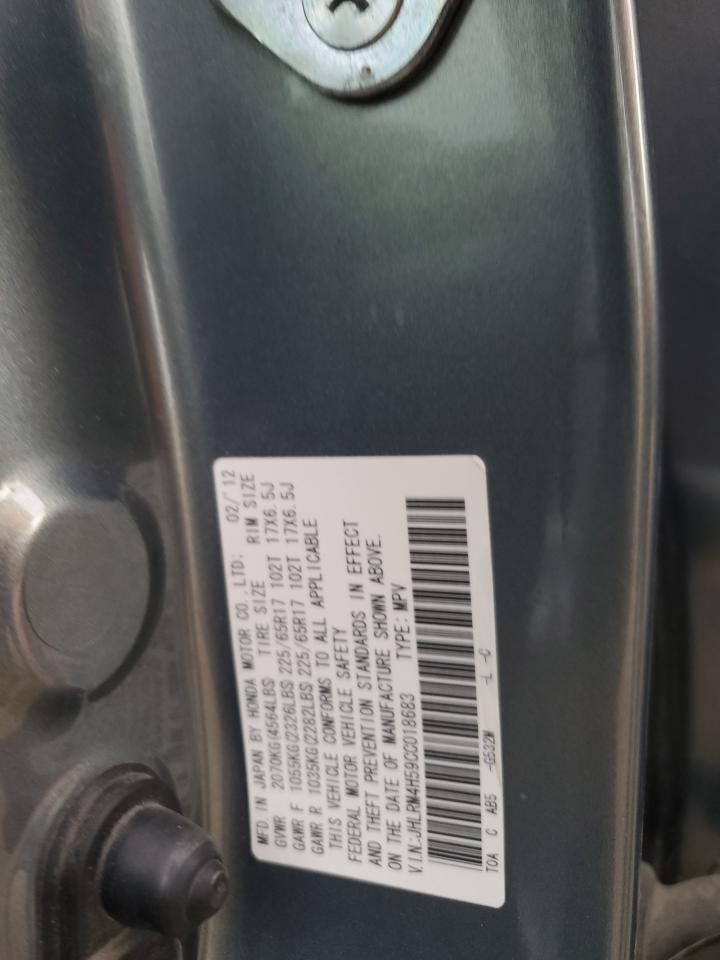 MFD. IN JAPAN BY HONDA MOTOR CO., LTD: 02/ 12
TIRE SIZE RIM SIZE
GVWR 2070KG(4564LBS)
GAWR F 1055KG(2326LBS) 225/65R17 102T 17X6.5J
GAWR R 1035KG(2282LBS) 225/65R17 102T 17X6.5J
THIS VEHICLE CONFORMS TO ALL APPLICABLE
FEDERAL MOTOR VEHICLE SAFETY
AND THEFT PREVENTION STANDARDS IN EFFECT
ON THE DATE OF MANUFACTURE SHOWN ABOVE.
V.I.N.:JHLRM4H59CC018683 TYPE: MPV
TOA C AB5 -G532M -L -C